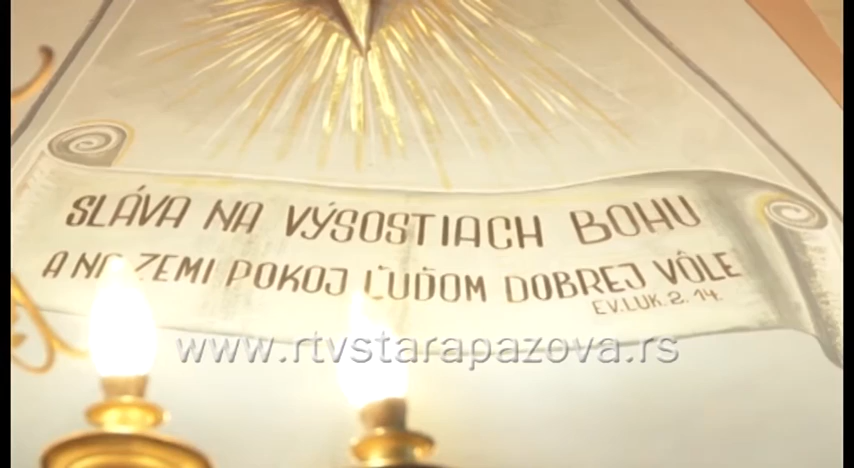 SLÁVA NA VÝSOSTIACH BOHU
A NA ZEMI POKOJ ĽUĎOM DOBREJ VÔLE
EV.LUK. 2. 14.
www.rtvstarapazova.rs